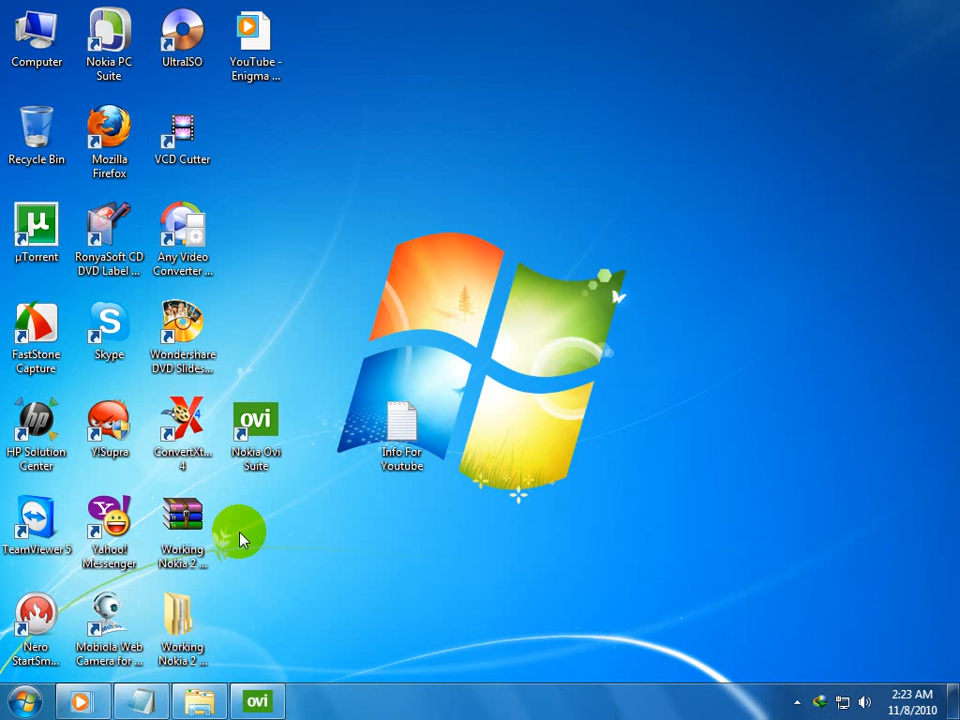 Computer
Nokia PC
Suite
UltraISO
YouTube -
Enigma ...
Recycle Bin
Mozilla
Firefox
VCD Cutter
µ
µTorrent
RonyaSoft CD
DVD Label ...
Any Video
Converter ...
FastStone
Capture
S
Skype
Wondershare
DVD Slides...
hp
HP Solution
Center
Y!Supra
4
ConvertXt...
4
ovi
Nokia Ovi
Suite
Info For
Youtube
TeamViewer 5
Y!
Yahoo!
Messenger
Working
Nokia 2 ...
Nero
StartSm...
Mobiola Web
Camera for ...
Working
Nokia 2 ...
ovi
2:23 AM
11/8/2010